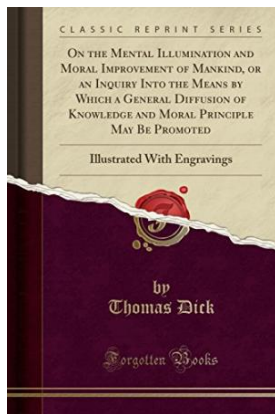 CLASSIC REPRINT SERIES
On the Mental Illumination and
Moral Improvement of Mankind, or
an Inquiry Into the Means by
Which a General Diffusion of
Knowledge and Moral Principle
May Be Promoted
Illustrated With Engravings
by
Thomas Dick
Forgotten Books